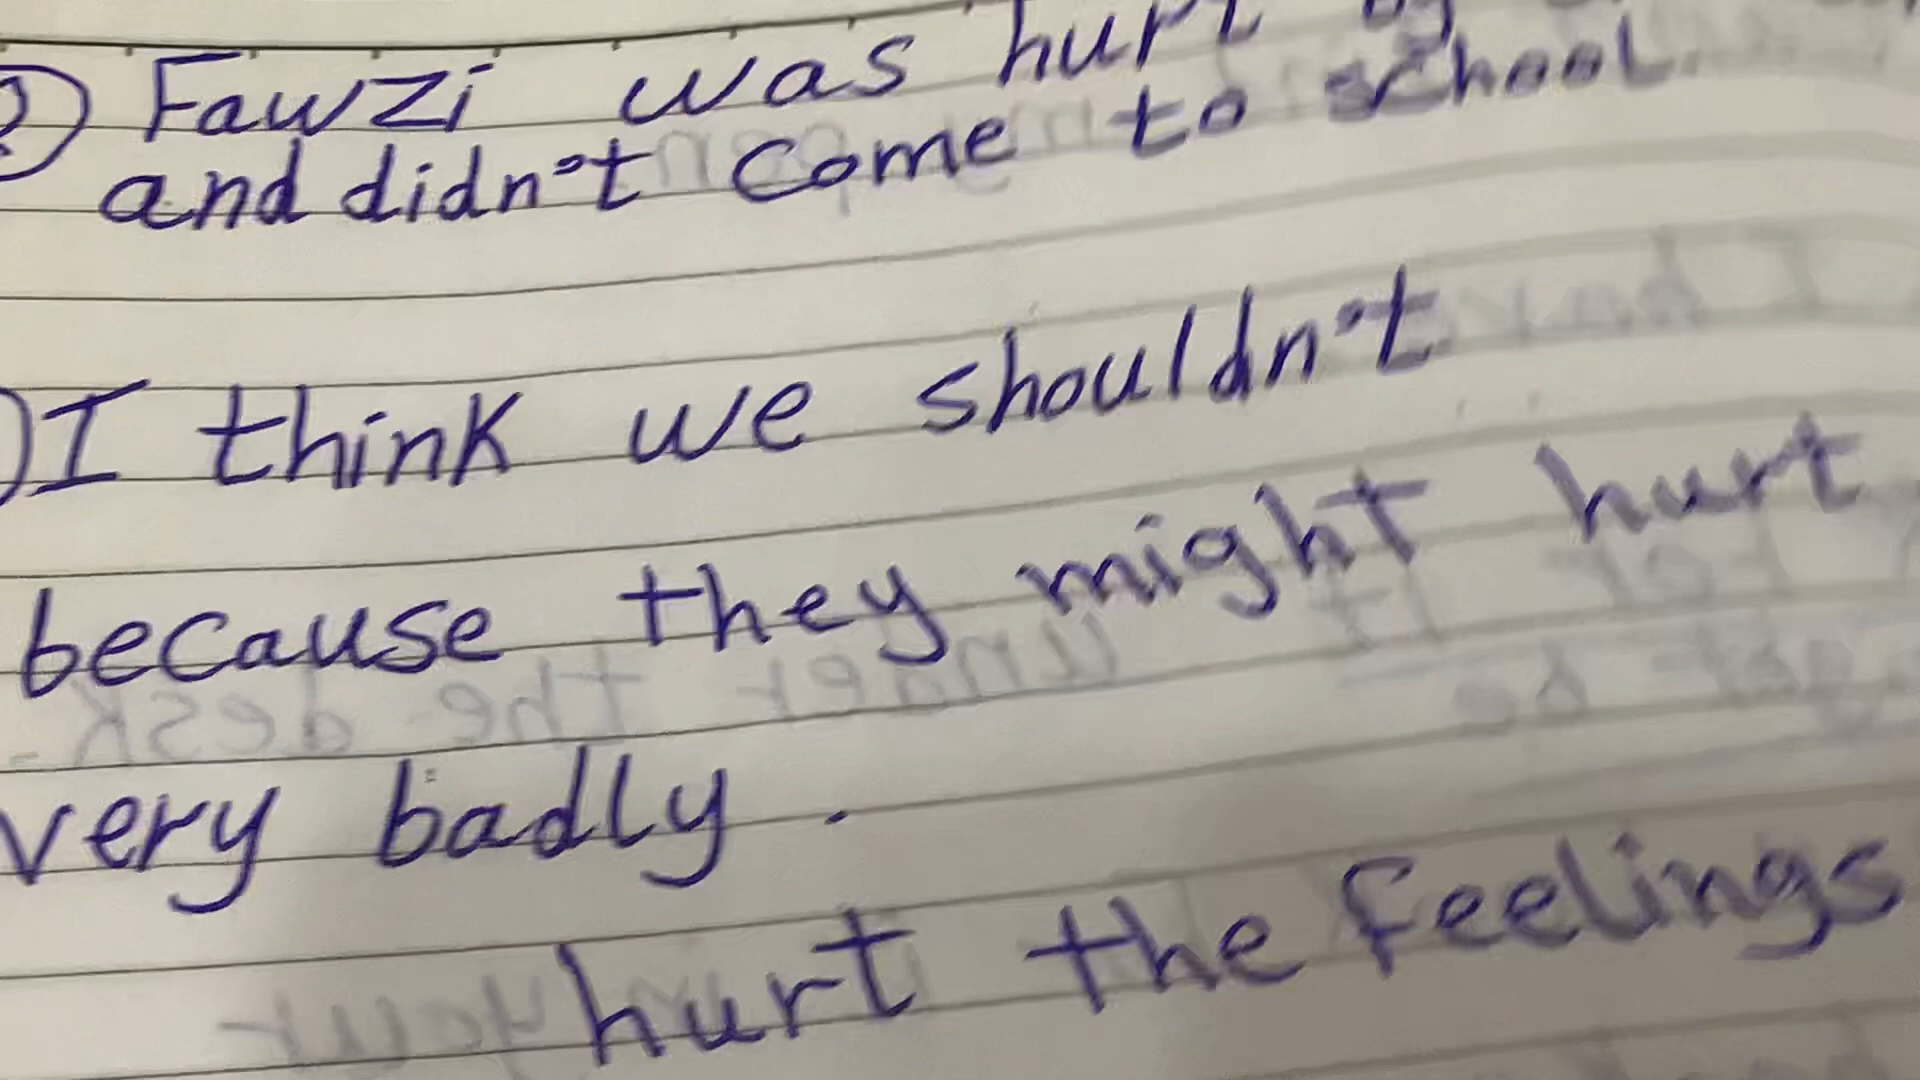 Fawzi was hurt
and didn't come to school.
I think we shouldn't
because they might hurt
very badly.
hurt the feelings